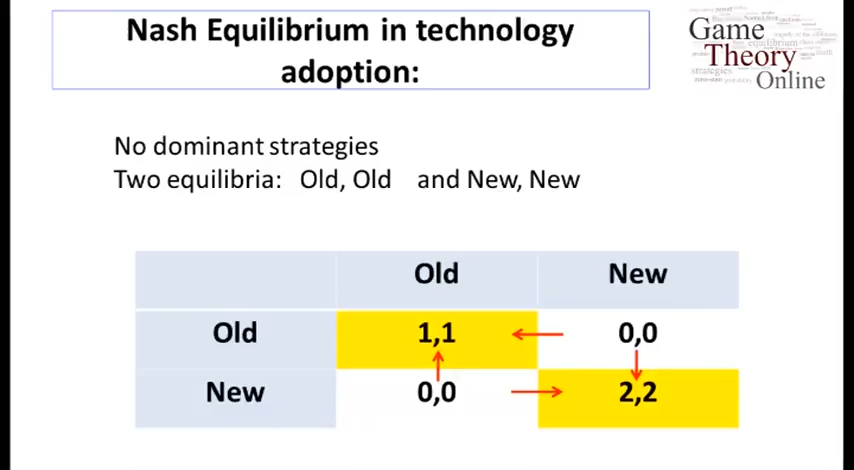 Nash Equilibrium in technology
adoption:
Game
Theory
Online
No dominant strategies
Two equilibria: Old, Old and New, New
Old New
Old 1,1 0,0
New 0,0 2,2